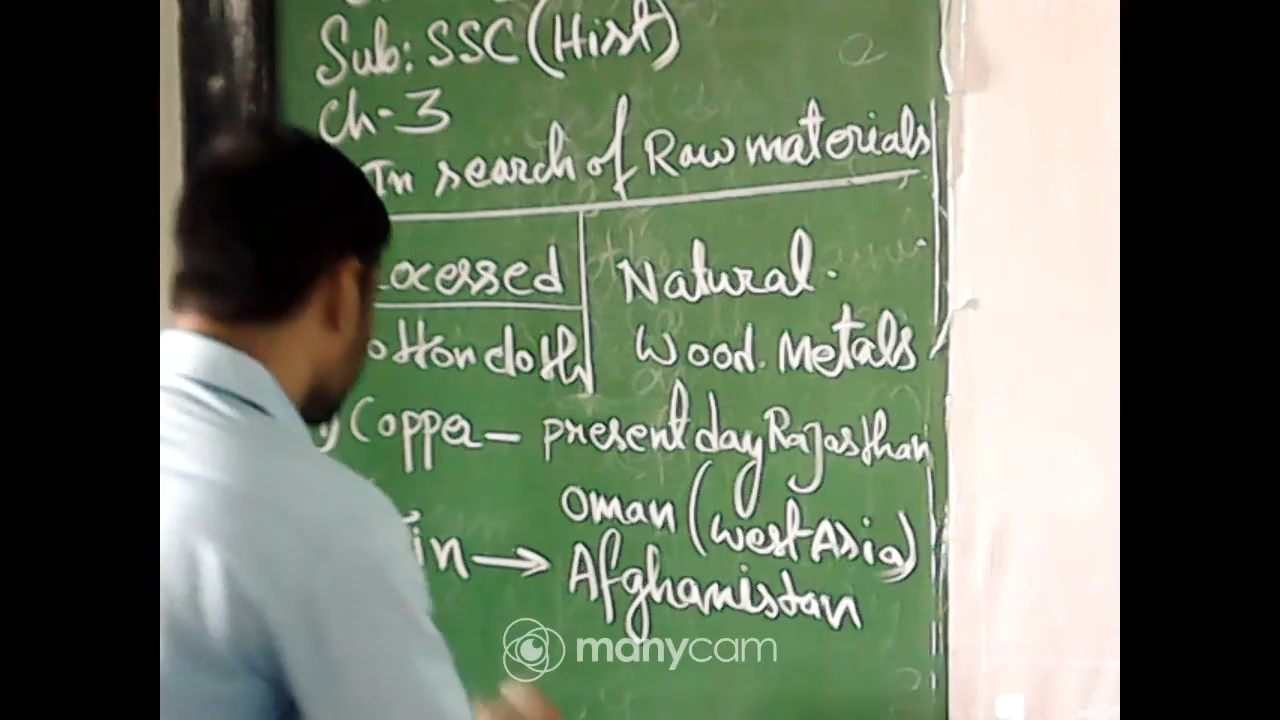 Sub: SSC (Hist)
Ch-3
In search of Raw materials
ocessed Natural.
otton cloth Wood. Metals
Copper - present day Rajasthan
Oman (West Asia)
in → Afghanistan
manycam